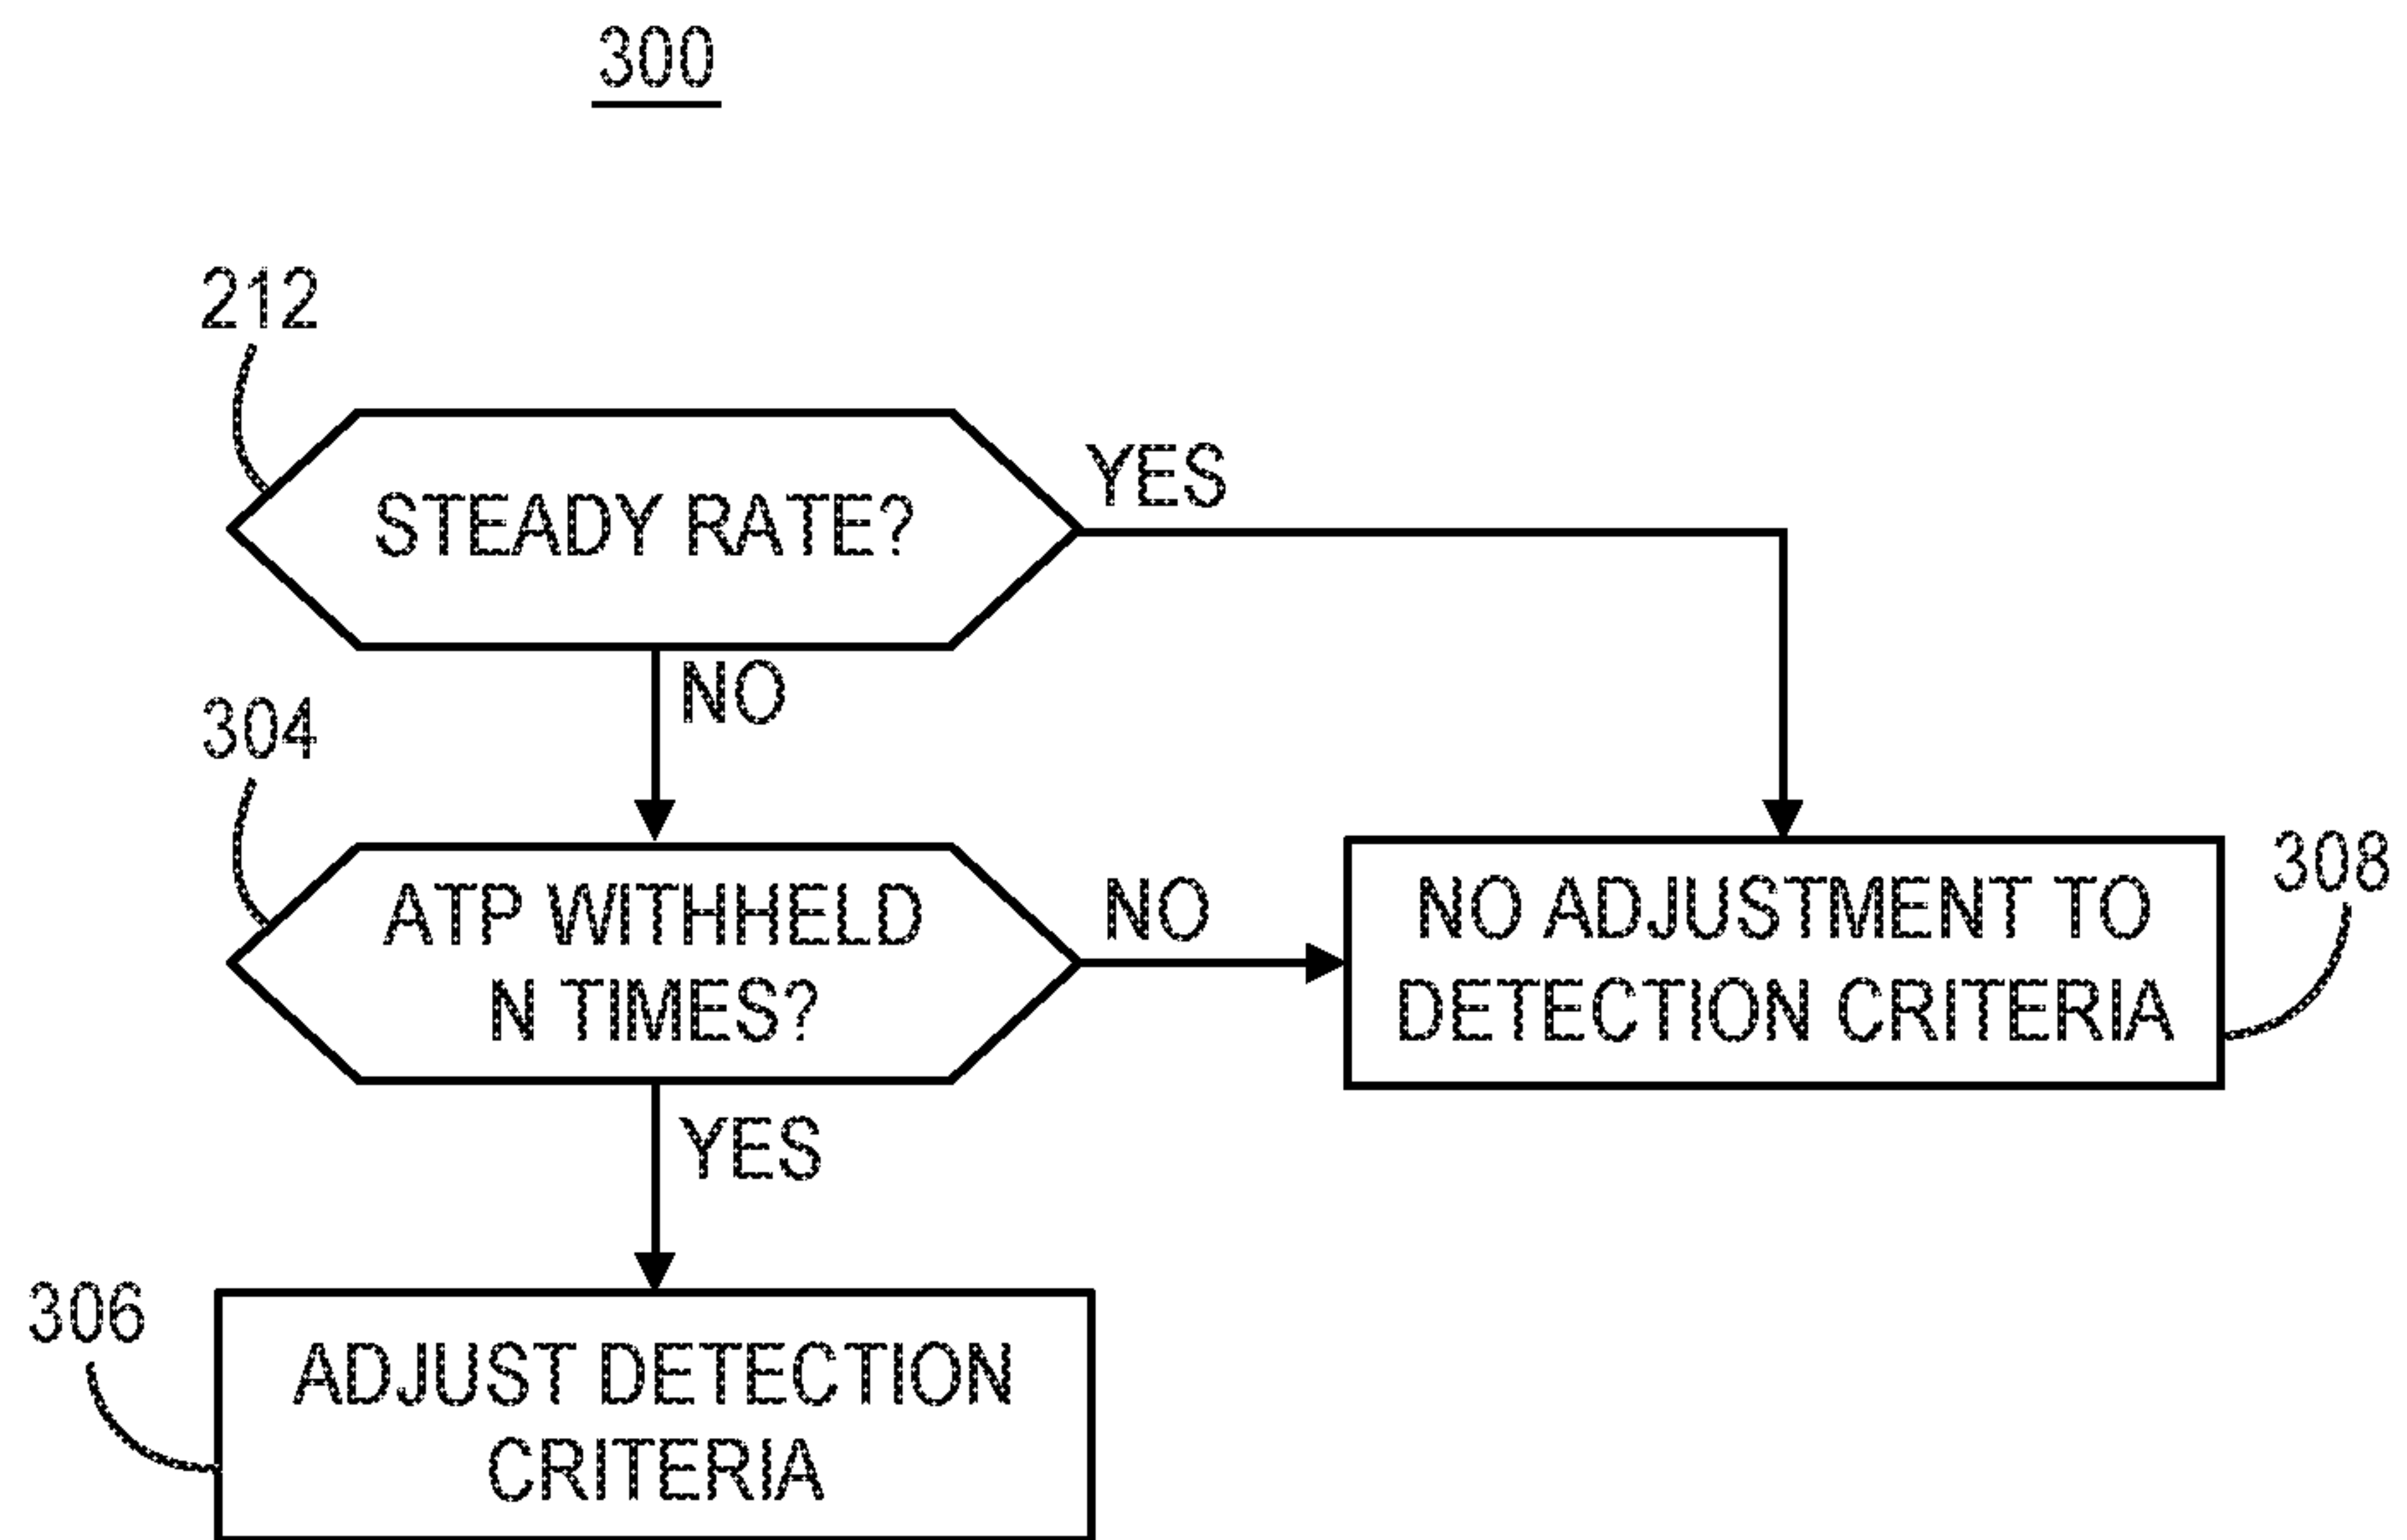 300
212
STEADY RATE?
YES
NO
304
ATP WITHHELD
N TIMES?
NO
NO ADJUSTMENT TO
DETECTION CRITERIA
308
YES
306
ADJUST DETECTION
CRITERIA